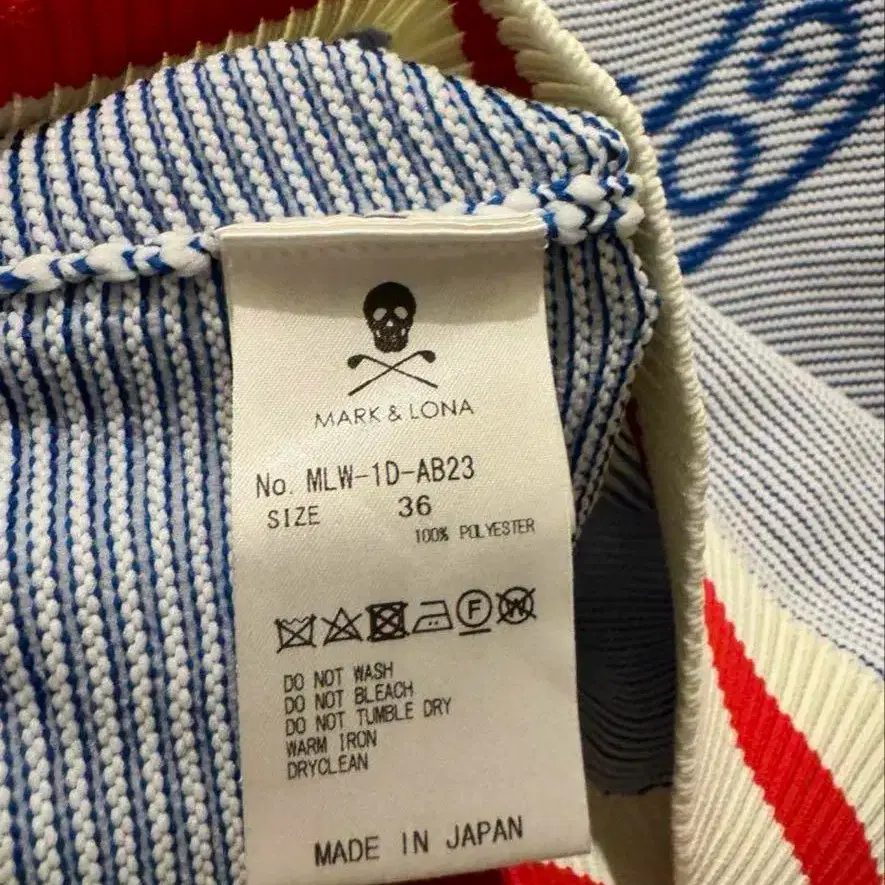 MARK & LONA
No. MLW-1D-AB23
SIZE 36
100% POLYESTER
F W
DO NOT WASH
DO NOT BLEACH
DO NOT TUMBLE DRY
WARM IRON
DRYCLEAN
MADE IN JAPAN